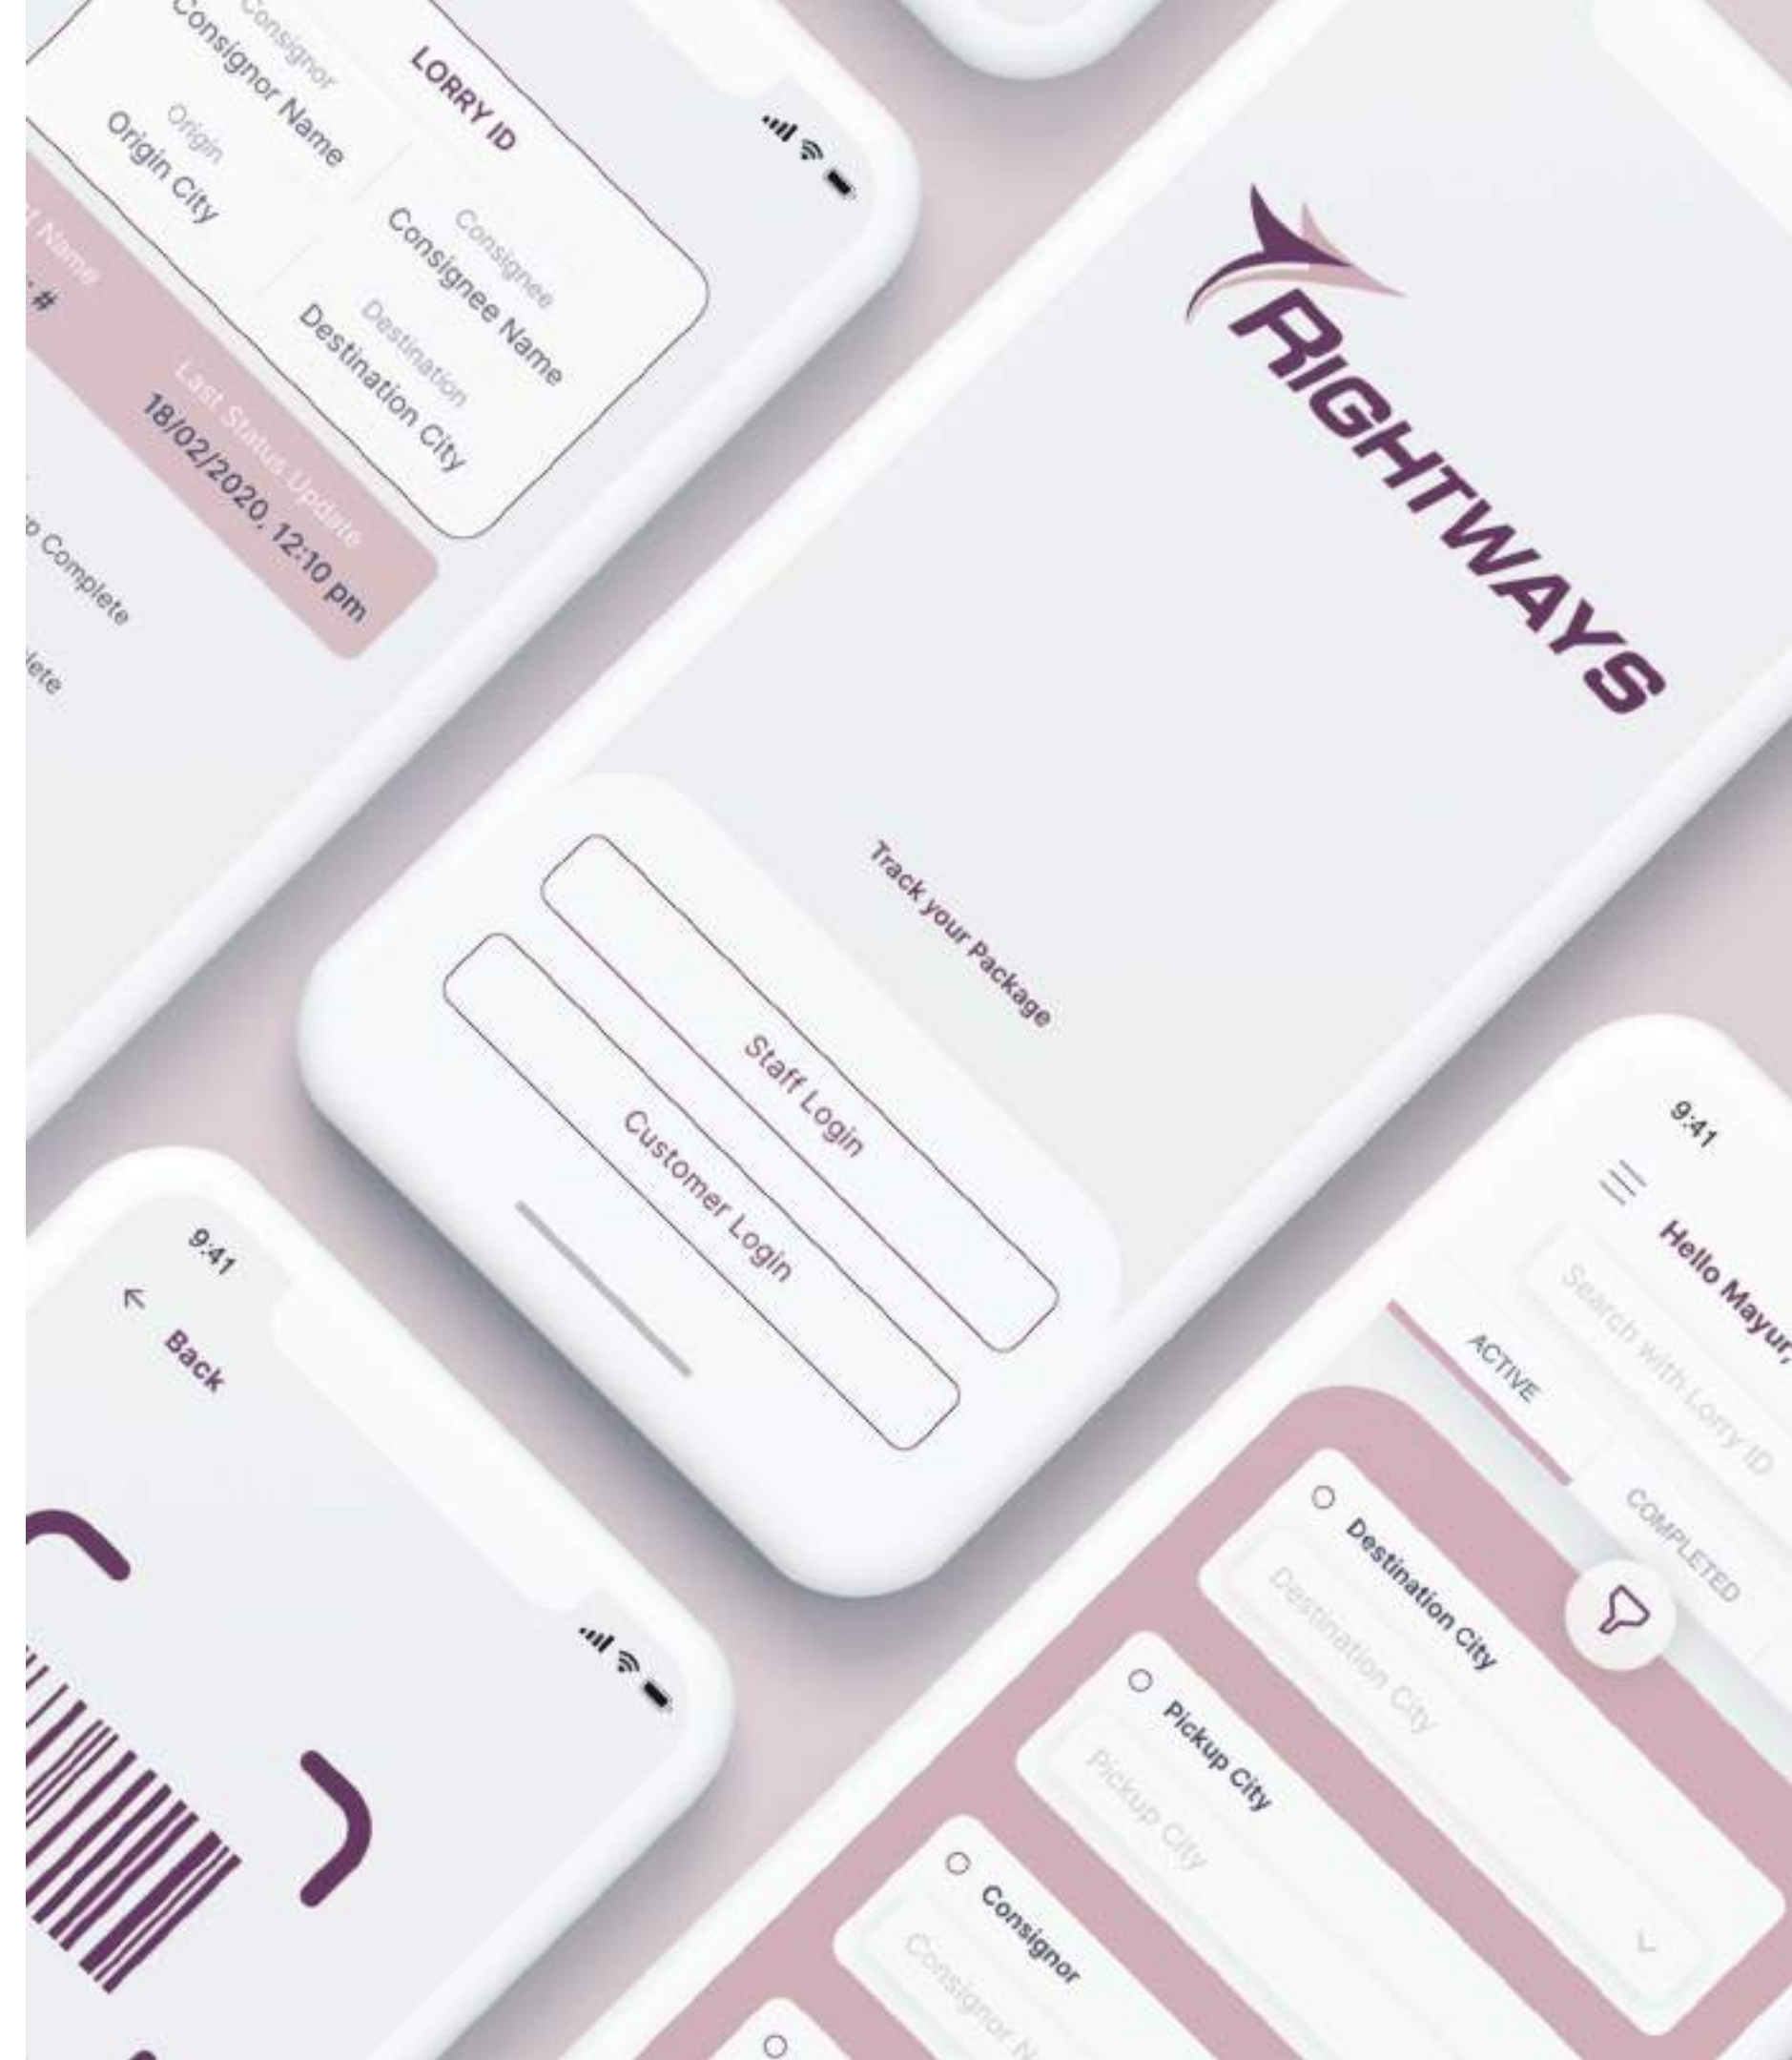 LORRY ID
Consignor
Consignor Name
Consignee
Consignee Name
Origin
Origin City
Destination
Destination City
Name
#
Last Status Update
18/02/2020, 12:10 pm
Complete
RIGHTWAYS
Track your Package
Staff Login
Customer Login
9:41
Back
9:41
Hello Mayur,
Search with Lorry ID
ACTIVE
COMPLETED
Destination City
Destination City
Pickup City
Pickup City
Consignor
Consignor N